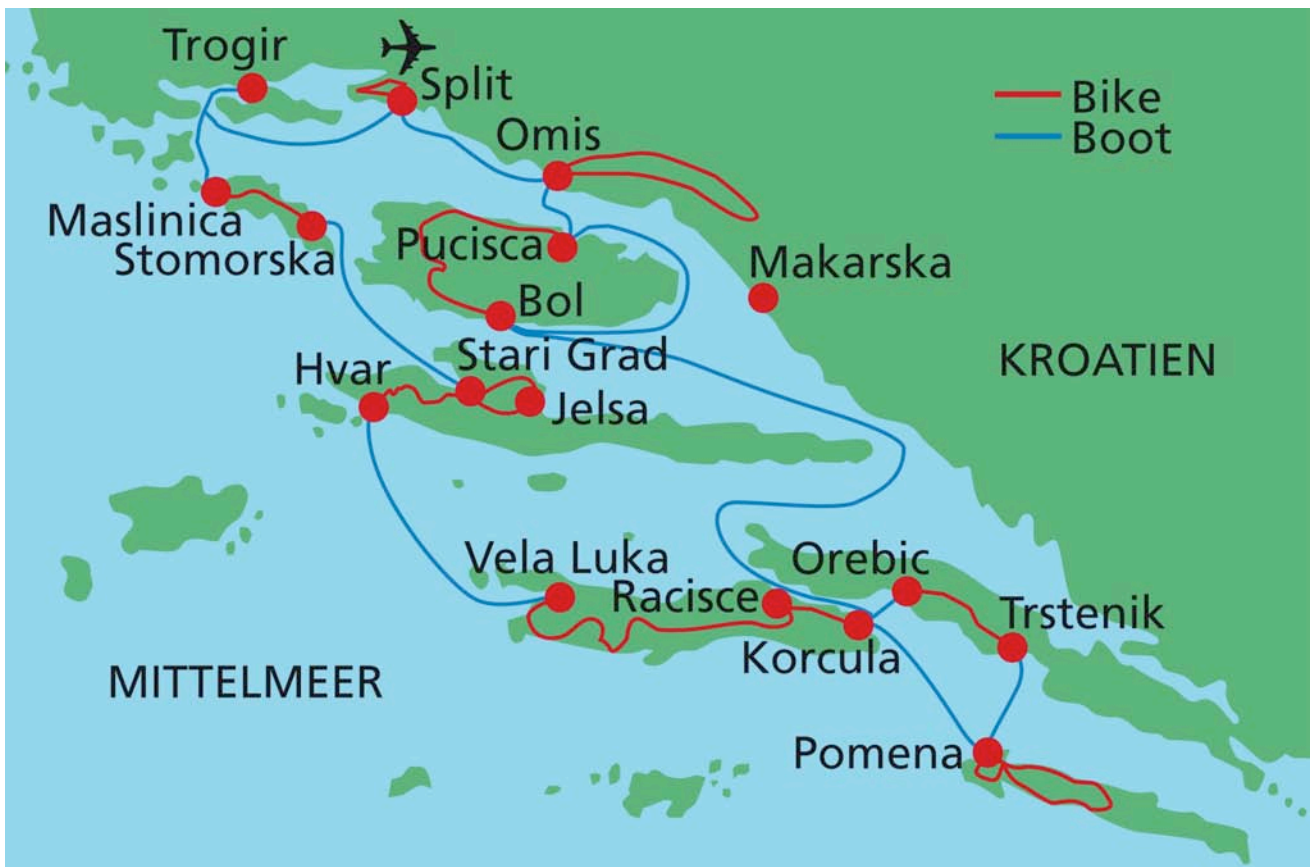 Trogir
Split
Bike
Boot
Omis
Maslinica
Stomorska
Pucisca
Makarska
Bol
KROATIEN
Stari Grad
Hvar
Jelsa
Vela Luka
Orebic
Racisce
Trstenik
Korcula
MITTELMEER
Pomena